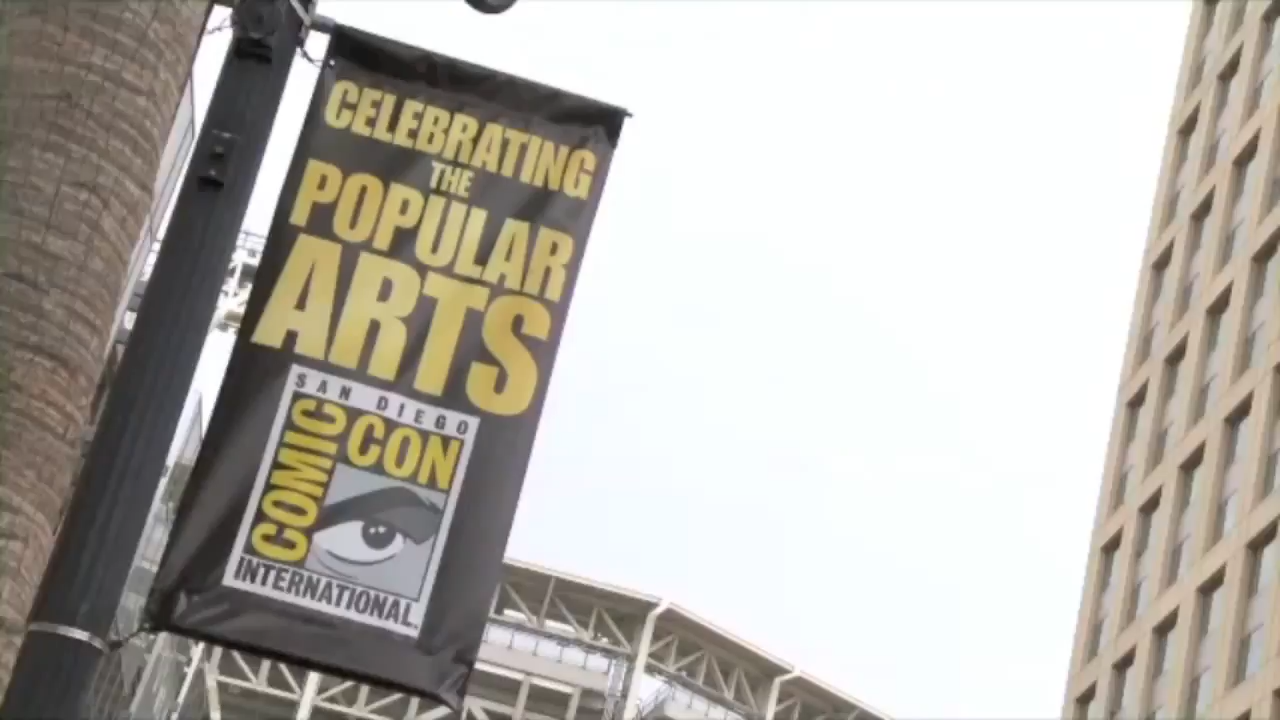 CELEBRATING
THE
POPULAR
ARTS
SAN DIEGO
COMIC CON
INTERNATIONAL.